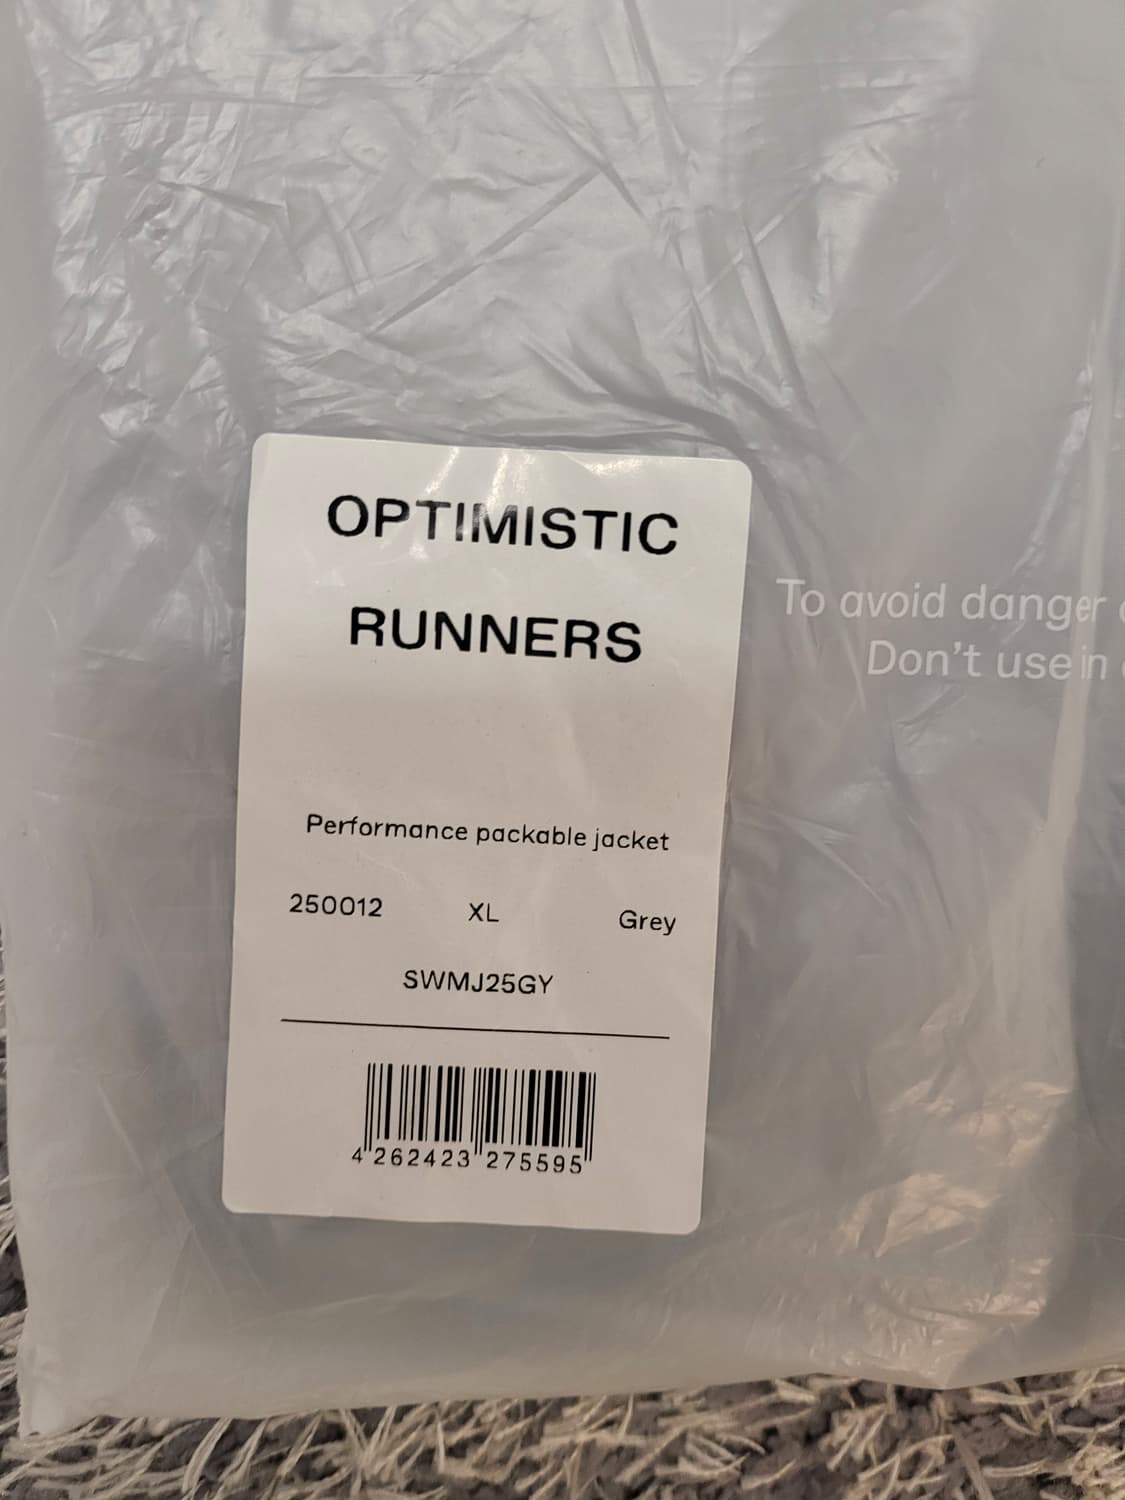 OPTIMISTIC
RUNNERS
Performance packable jacket
250012 XL Grey
SWMJ25GY
4 262423 275595
To avoid danger
Don't use in